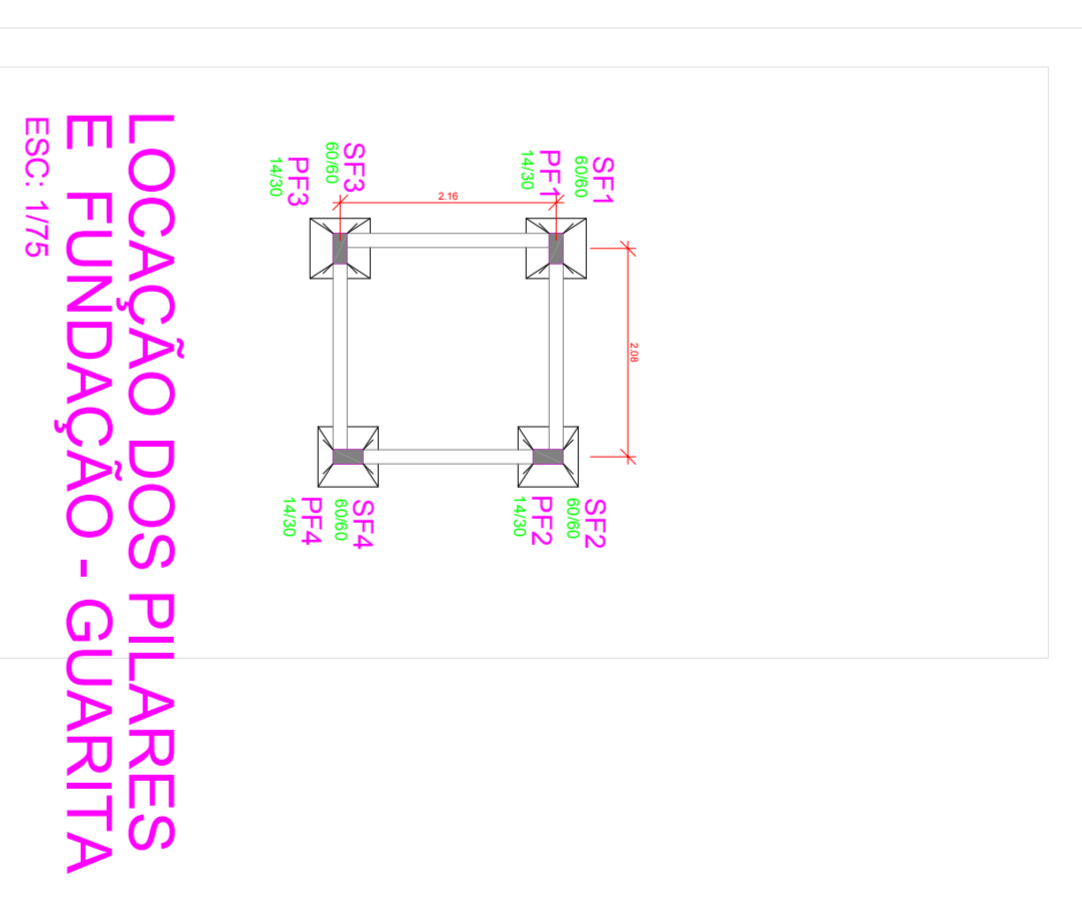 SF1
60/60
PF1
14/30
SF3
60/60
PF3
14/30
2.16
2.08
SF2
60/60
PF2
14/30
SF4
60/60
PF4
14/30
LOCAÇÃO DOS PILARES
E FUNDAÇÃO - GUARITA
ESC: 1/75